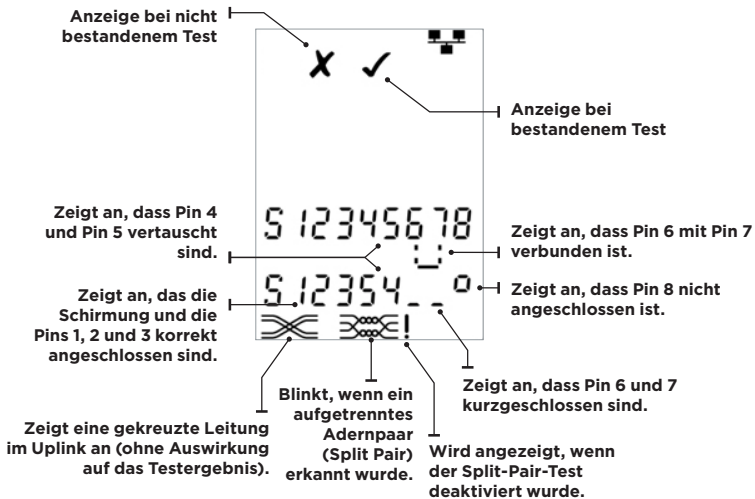 Anzeige bei nicht
bestandenem Test
Anzeige bei
bestandenem Test
Zeigt an, dass Pin 4
und Pin 5 vertauscht
sind.
S 12345678
Zeigt an, dass Pin 6 mit Pin 7
verbunden ist.
Zeigt an, das die
Schirmung und die
Pins 1, 2 und 3 korrekt
angeschlossen sind.
S12354_ _ o
Zeigt an, dass Pin 8 nicht
angeschlossen ist.
!
Zeigt an, dass Pin 6 und 7
kurzgeschlossen sind.
Zeigt eine gekreuzte Leitung
im Uplink an (ohne Auswirkung
auf das Testergebnis).
Blinkt, wenn ein
aufgetrenntes
Adernpaar
(Split Pair)
erkannt wurde.
Wird angezeigt, wenn
der Split-Pair-Test
deaktiviert wurde.